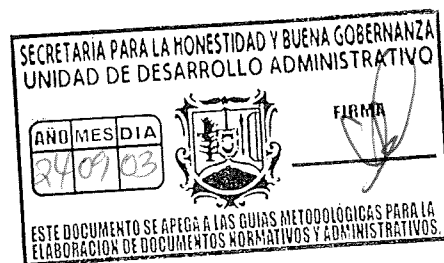 SECRETARIA PARA LA HONESTIDAD Y BUENA GOBERNANZA
UNIDAD DE DESARROLLO ADMINISTRATIVO
AÑO MES DIA
24 09 03
FIRMA
ESTE DOCUMENTO SE APEGA A LAS GUIAS METODOLÓGICAS PARA LA
ELABORACION DE DOCUMENTOS NORMATIVOS Y ADMINISTRATIVOS.